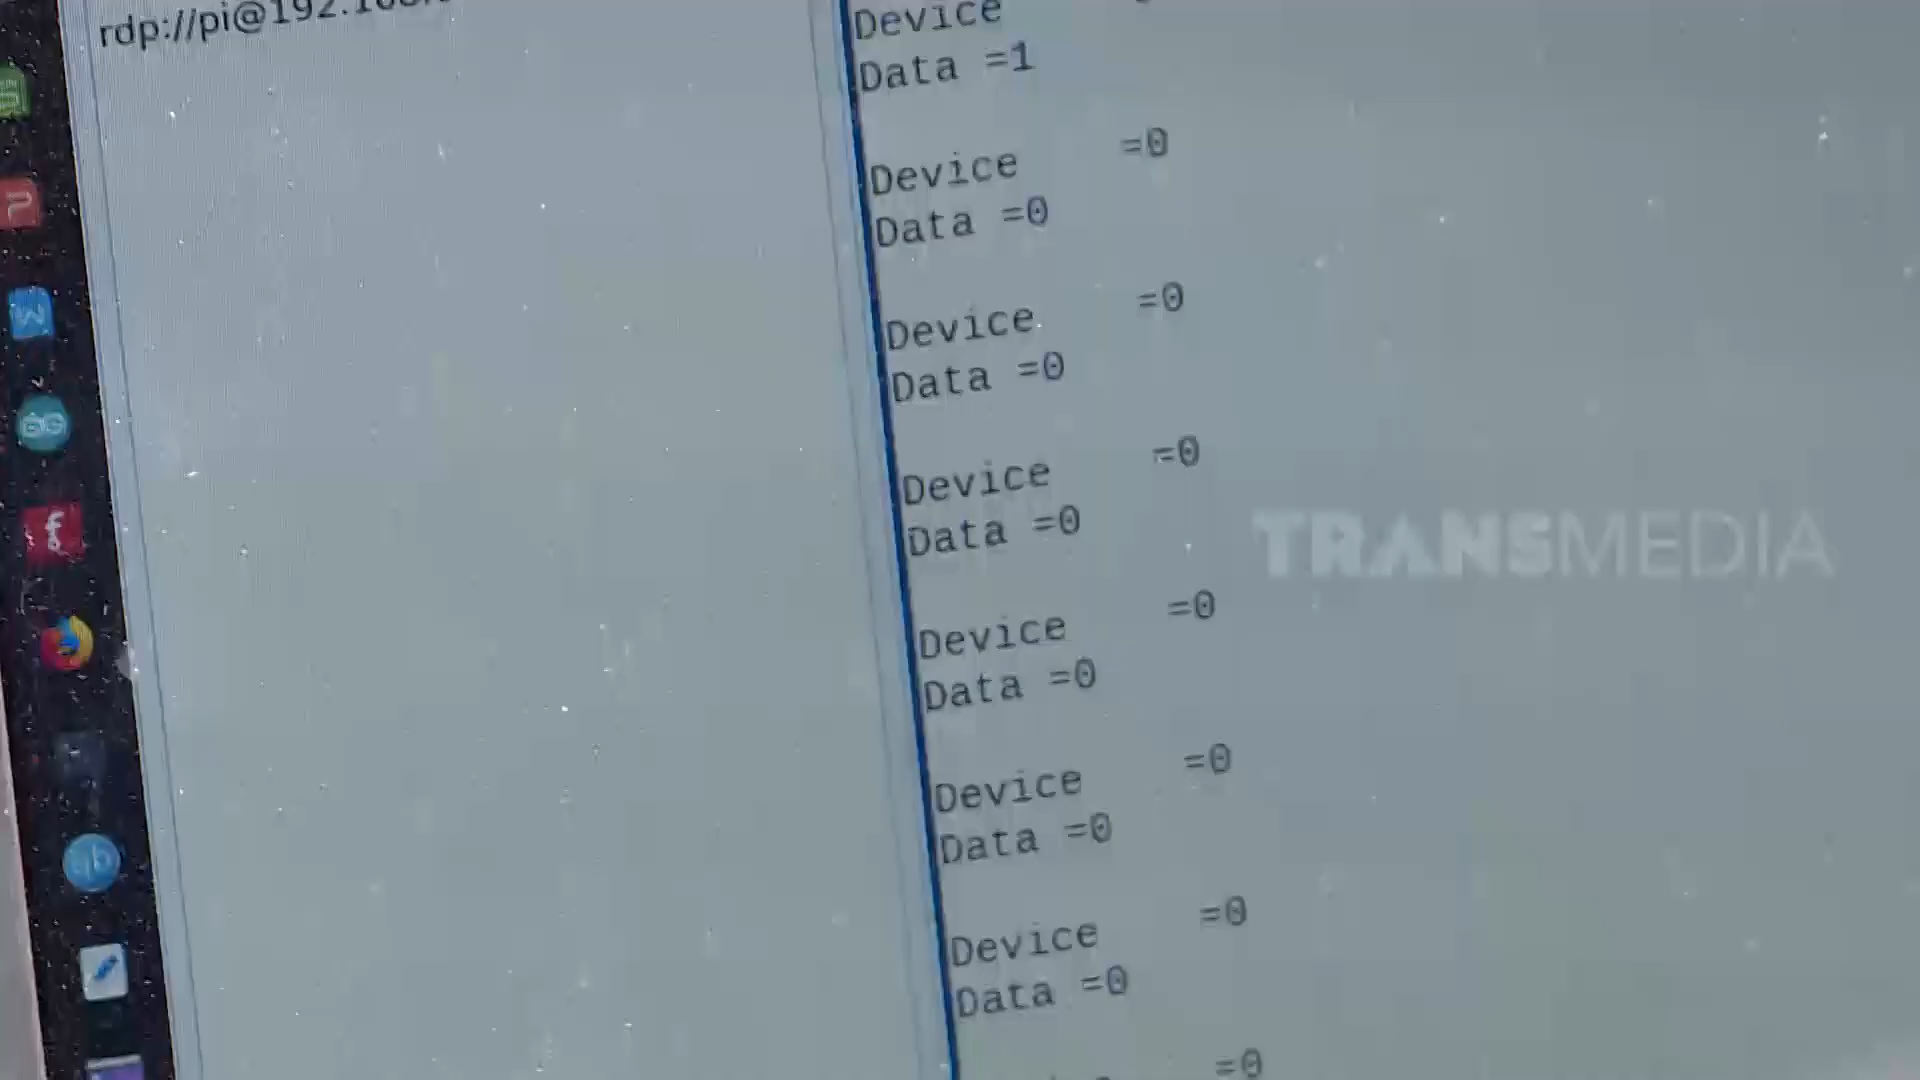 rdp://pi@192.168.
Device
Data =1
Device =0
Data =0
Device =0
Data =0
Device =0
Data =0
Device =0
Data =0
Device =0
Data =0
Device =0
Data =0
=0
TRANSMEDIA